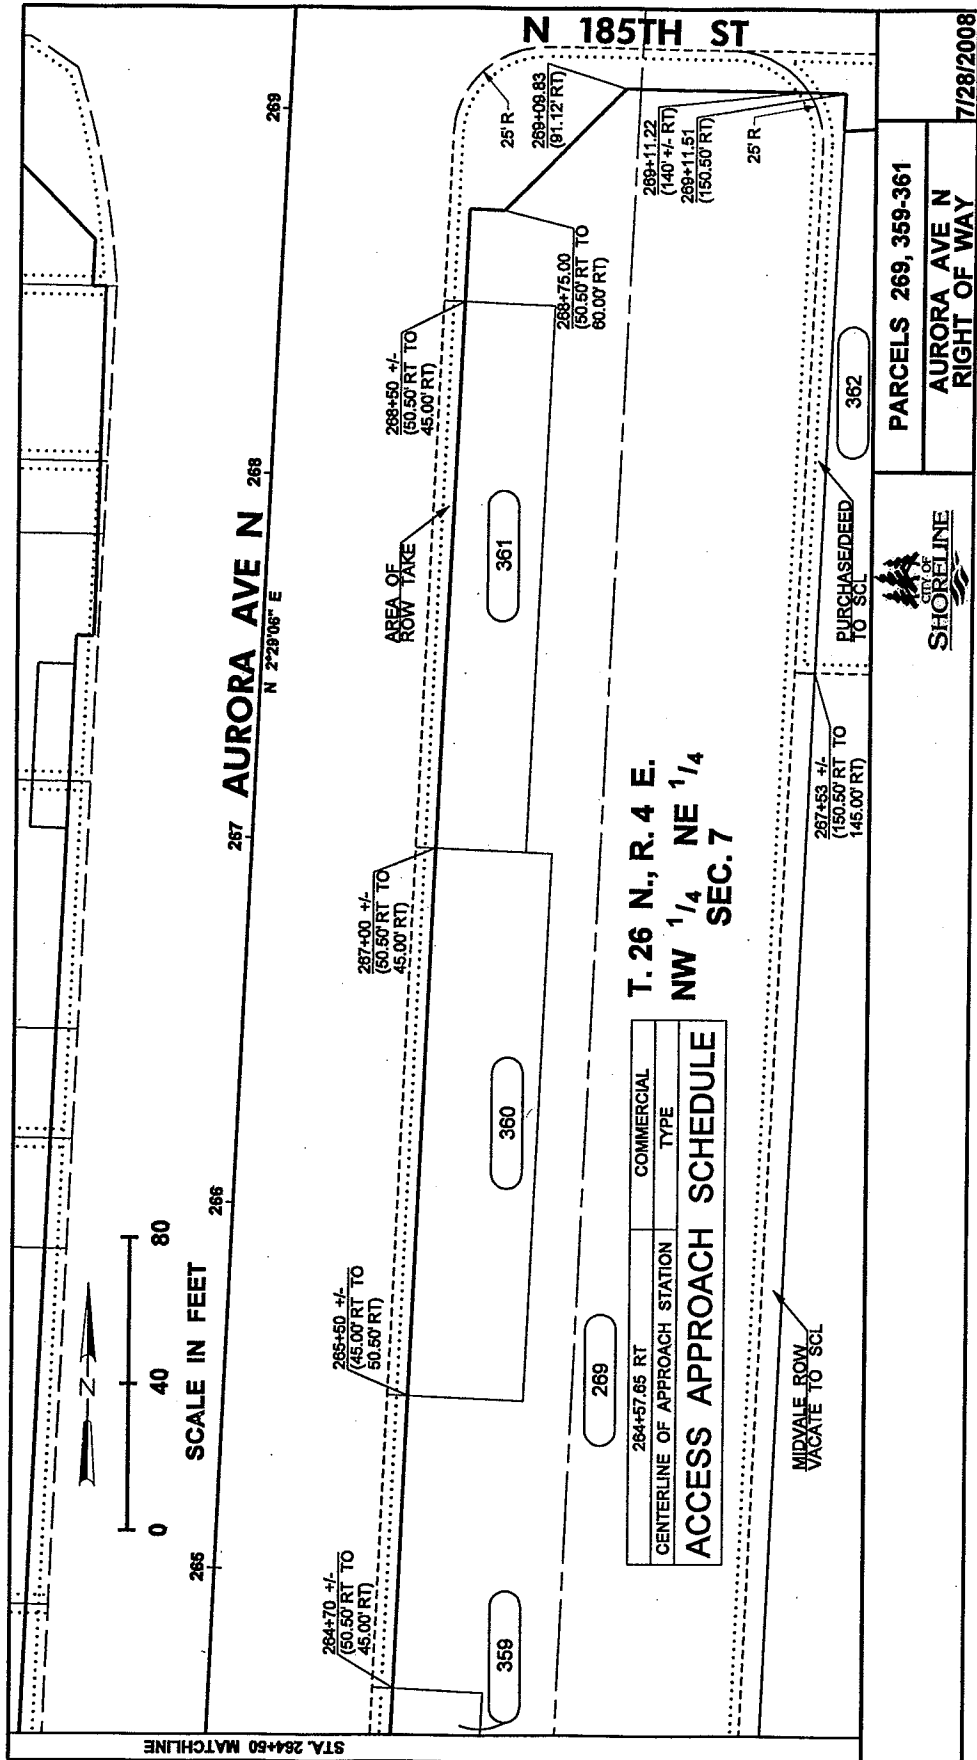 N 185TH ST
269
25' R
269+09.83
(91.12' RT)
269+11.22
(140' +/- RT)
269+11.51
(150.50' RT)
25' R
268+75.00
(50.50' RT TO
60.00' RT)
268+50 +/-
(50.50' RT TO
45.00' RT)
362
268
AURORA AVE N
N 2°29'06" E
AREA OF
ROW TAKE
361
PURCHASE/DEED
TO SCL
267
267+00 +/-
(50.50' RT TO
45.00' RT)
267+53 +/-
(150.50' RT TO
145.00' RT)
T. 26 N., R. 4 E.
NW 1/4 NE 1/4
SEC. 7
360
266
N
0 40 80
SCALE IN FEET
265+50 +/-
(45.00' RT TO
50.50' RT)
269
264+57.65 RT COMMERCIAL
CENTERLINE OF APPROACH STATION TYPE
ACCESS APPROACH SCHEDULE
MIDVALE ROW
VACATE TO SCL
265
264+70 +/-
(50.50' RT TO
45.00' RT)
359
STA. 264+50 MATCHLINE
CITY OF
SHORELINE
PARCELS 269, 359-361
AURORA AVE N
RIGHT OF WAY
7/28/2008